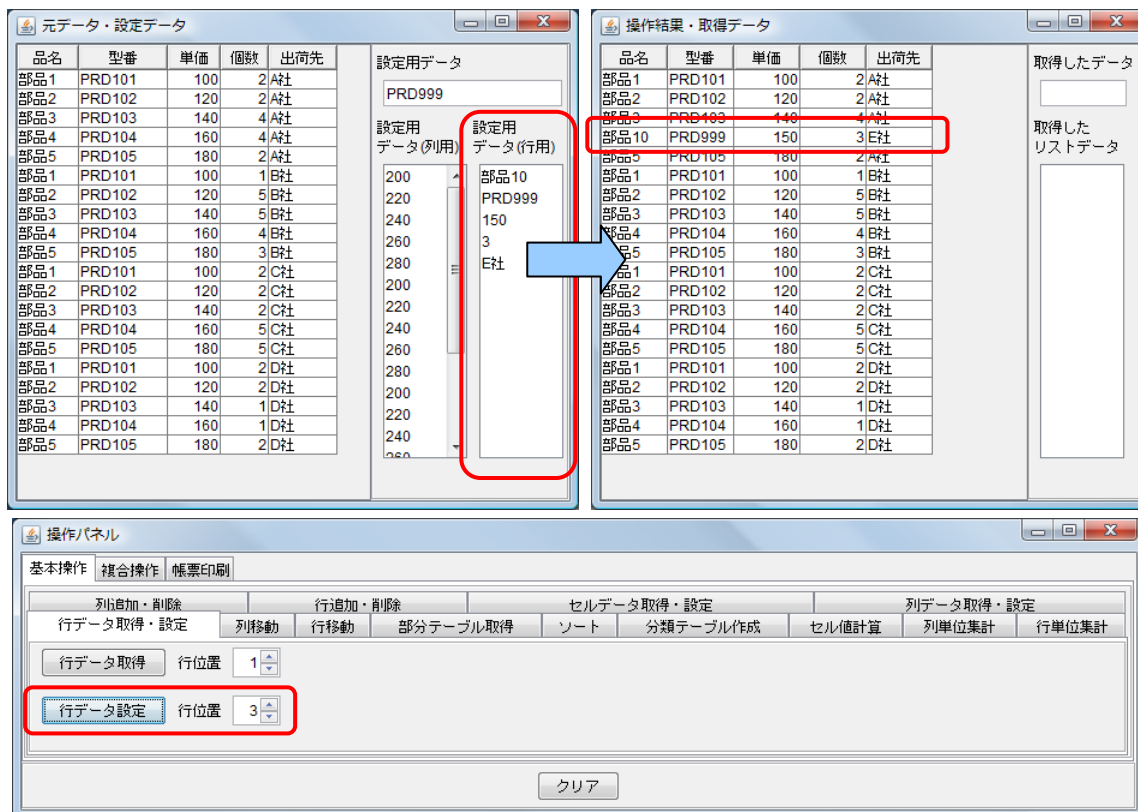 元データ・設定データ
品名 型番 単価 個数 出荷先
部品1 PRD101 100 2 A社
部品2 PRD102 120 2 A社
部品3 PRD103 140 4 A社
部品4 PRD104 160 4 A社
部品5 PRD105 180 2 A社
部品1 PRD101 100 1 B社
部品2 PRD102 120 5 B社
部品3 PRD103 140 5 B社
部品4 PRD104 160 4 B社
部品5 PRD105 180 3 B社
部品1 PRD101 100 2 C社
部品2 PRD102 120 2 C社
部品3 PRD103 140 2 C社
部品4 PRD104 160 5 C社
部品5 PRD105 180 5 C社
部品1 PRD101 100 2 D社
部品2 PRD102 120 2 D社
部品3 PRD103 140 1 D社
部品4 PRD104 160 1 D社
部品5 PRD105 180 2 D社
設定用データ
PRD999
設定用
データ(列用)
200
220
240
260
280
200
220
240
260
280
200
220
240
260
設定用
データ(行用)
部品10
PRD999
150
3
E社
操作結果・取得データ
品名 型番 単価 個数 出荷先
部品1 PRD101 100 2 A社
部品2 PRD102 120 2 A社
部品3 PRD103 140 4 A社
部品10 PRD999 150 3 E社
部品5 PRD105 180 2 A社
部品1 PRD101 100 1 B社
部品2 PRD102 120 5 B社
部品3 PRD103 140 5 B社
部品4 PRD104 160 4 B社
品5 PRD105 180 3 B社
品1 PRD101 100 2 C社
部品2 PRD102 120 2 C社
部品3 PRD103 140 2 C社
部品4 PRD104 160 5 C社
部品5 PRD105 180 5 C社
部品1 PRD101 100 2 D社
部品2 PRD102 120 2 D社
部品3 PRD103 140 1 D社
部品4 PRD104 160 1 D社
部品5 PRD105 180 2 D社
取得したデータ
取得した
リストデータ
操作パネル
基本操作 複合操作 帳票印刷
列追加・削除 行追加・削除 セルデータ取得・設定 列データ取得・設定
行データ取得・設定 列移動 行移動 部分テーブル取得 ソート 分類テーブル作成 セル値計算 列単位集計 行単位集計
行データ取得 行位置 1
行データ設定 行位置 3
クリア